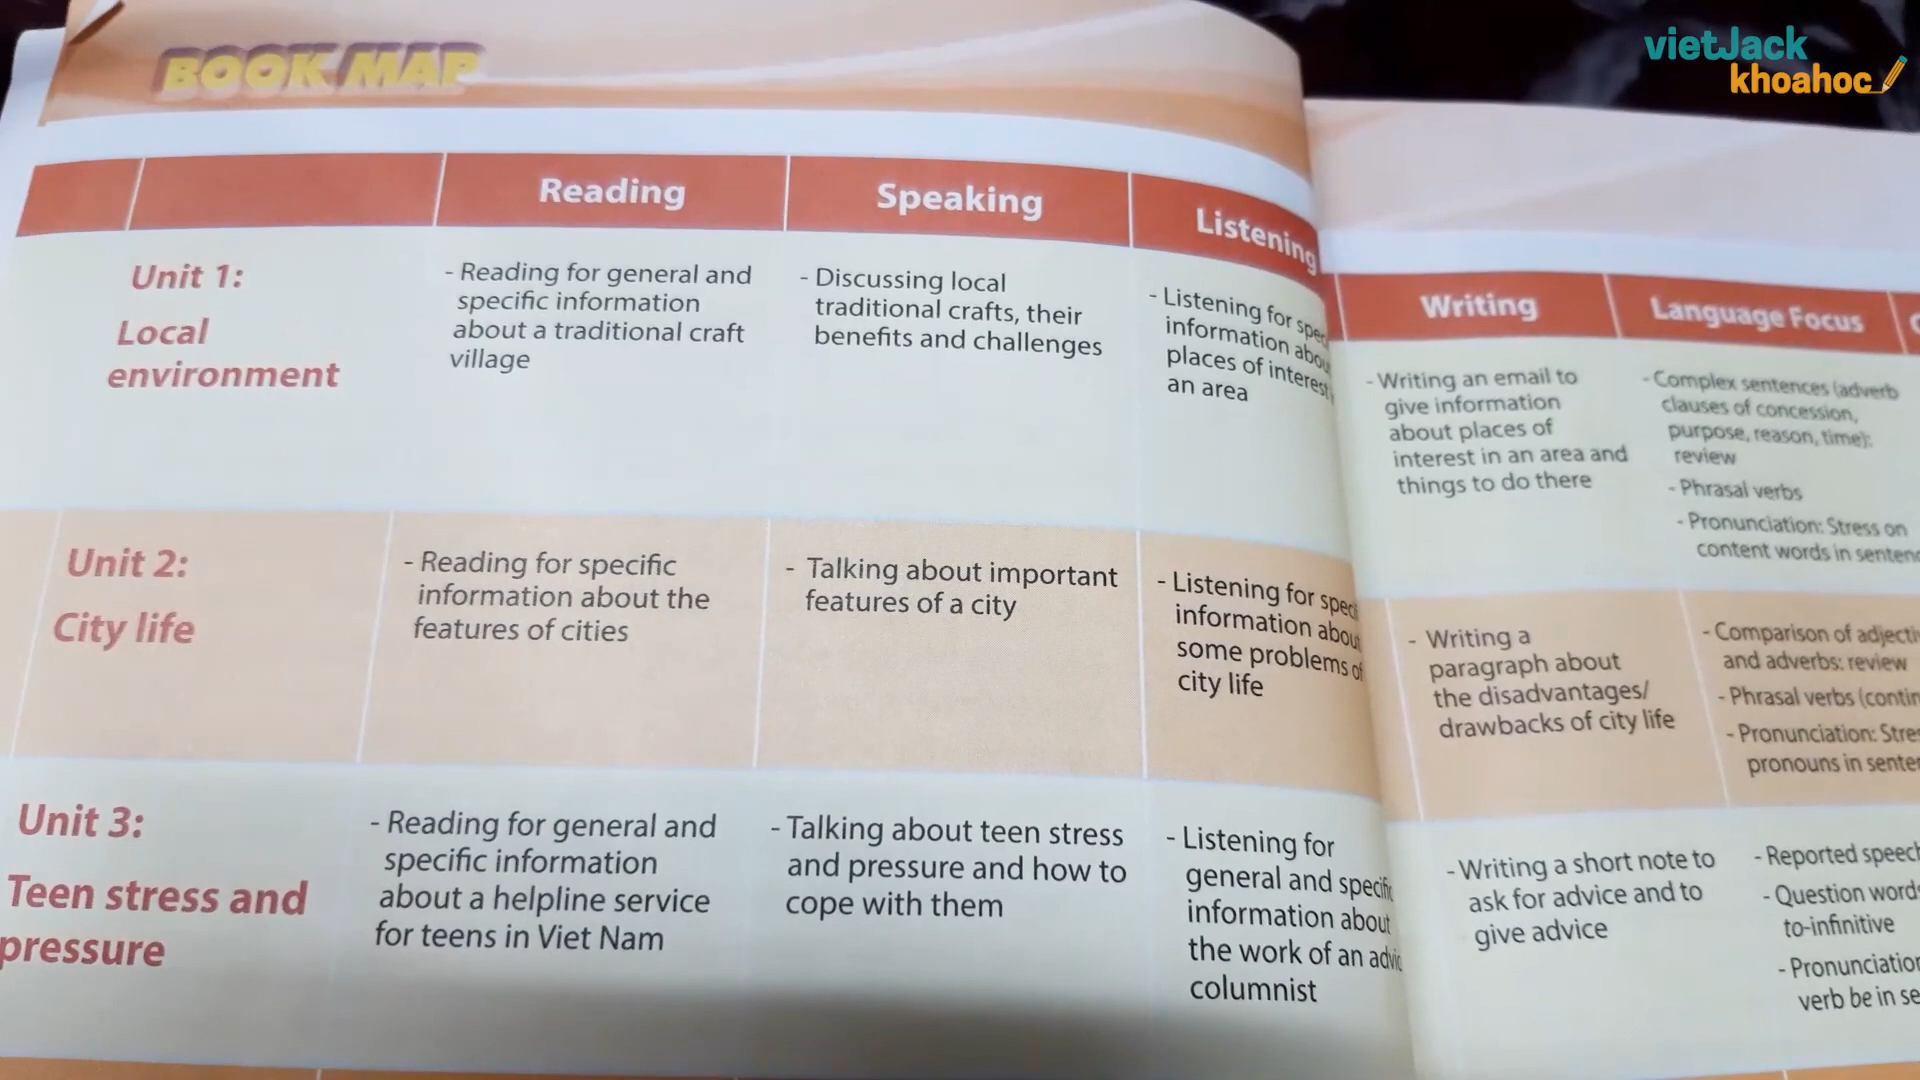 vietJack
khoahoc
BOOK MAP
Reading
Speaking
Listening
Writing
Language Focus
Unit 1:
Local
environment
- Reading for general and
specific information
about a traditional craft
village
- Discussing local
traditional crafts, their
benefits and challenges
- Listening for
information
places of interest
an area
- Writing an email to
give information
about places of
interest in an area and
things to do there
- Complex sentences (adverb
clauses of concession,
purpose, reason, time):
review
- Phrasal verbs
- Pronunciation: Stress on
content words in
Unit 2:
City life
- Reading for specific
information about the
features of cities
- Talking about important
features of a city
- Listening for
information about
some problems of
city life
- Writing a
paragraph about
the disadvantages/
drawbacks of city life
- Comparison of
and adverbs: review
- Phrasal verbs
- Pronunciation:
pronouns in
Unit 3:
Teen stress and
pressure
- Reading for general and
specific information
about a helpline service
for teens in Viet Nam
- Talking about teen stress
and pressure and how to
cope with them
- Listening for
general and specific
information about
the work of an
columnist
- Writing a short note to
ask for advice and to
give advice
- Reported speech
- Question words
to-infinitive
- Pronunciation
verb be in